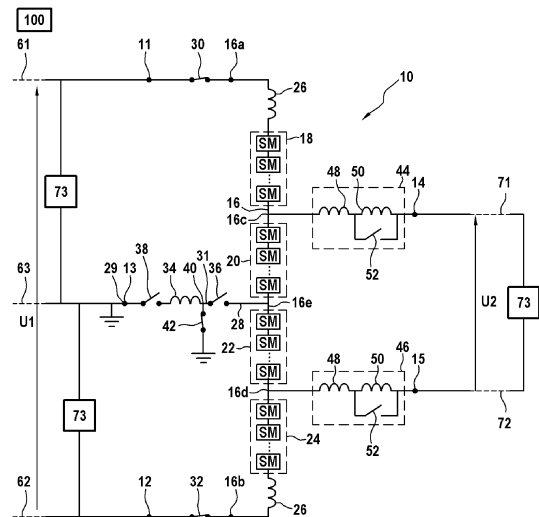 100
61 11 30 16a
26 10
SM 18
SM
73
SM
48 50 44 14 71
16
16c
SM
52
20 SM
38 31
63 29 13 34 40 36 SM
16e
U1 U2 73
28
42 SM
22 SM
48 50 46 15
SM
73 16d
SM
72
SM 52
24
SM
62 12 32 16b
26